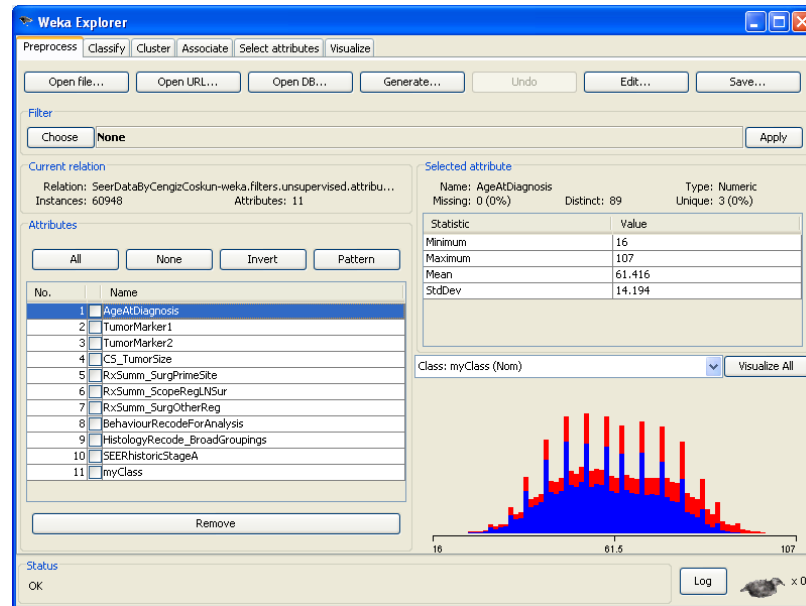 Weka Explorer
Preprocess Classify Cluster Associate Select attributes Visualize
Open file... Open URL... Open DB... Generate... Undo Edit... Save...
Filter
Choose None Apply
Current relation
Relation: SeerDataByCengizCoskun-weka.filters.unsupervised.attribu...
Instances: 60948 Attributes: 11
Attributes
All None Invert Pattern
No. Name
1 AgeAtDiagnosis
2 TumorMarker1
3 TumorMarker2
4 CS_TumorSize
5 RxSumm_SurgPrimeSite
6 RxSumm_ScopeRegLNSur
7 RxSumm_SurgOtherReg
8 BehaviourRecodeForAnalysis
9 HistologyRecode_BroadGroupings
10 SEERhistoricStageA
11 myClass
Remove
Selected attribute
Name: AgeAtDiagnosis Type: Numeric
Missing: 0 (0%) Distinct: 89 Unique: 3 (0%)
Statistic Value
Minimum 16
Maximum 107
Mean 61.416
StdDev 14.194
Class: myClass (Nom) Visualize All
16 61.5 107
Status
OK
Log x 0